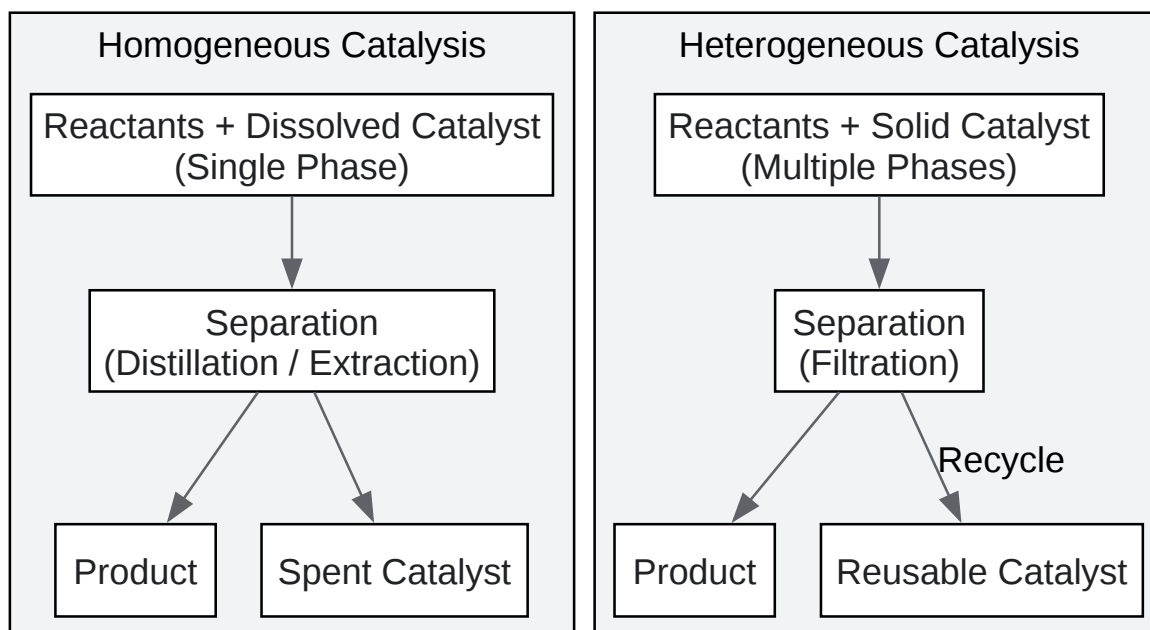 Homogeneous Catalysis
Reactants + Dissolved Catalyst
(Single Phase)
Separation
(Distillation / Extraction)
Product
Spent Catalyst
Heterogeneous Catalysis
Reactants + Solid Catalyst
(Multiple Phases)
Separation
(Filtration)
Recycle
Product
Reusable Catalyst